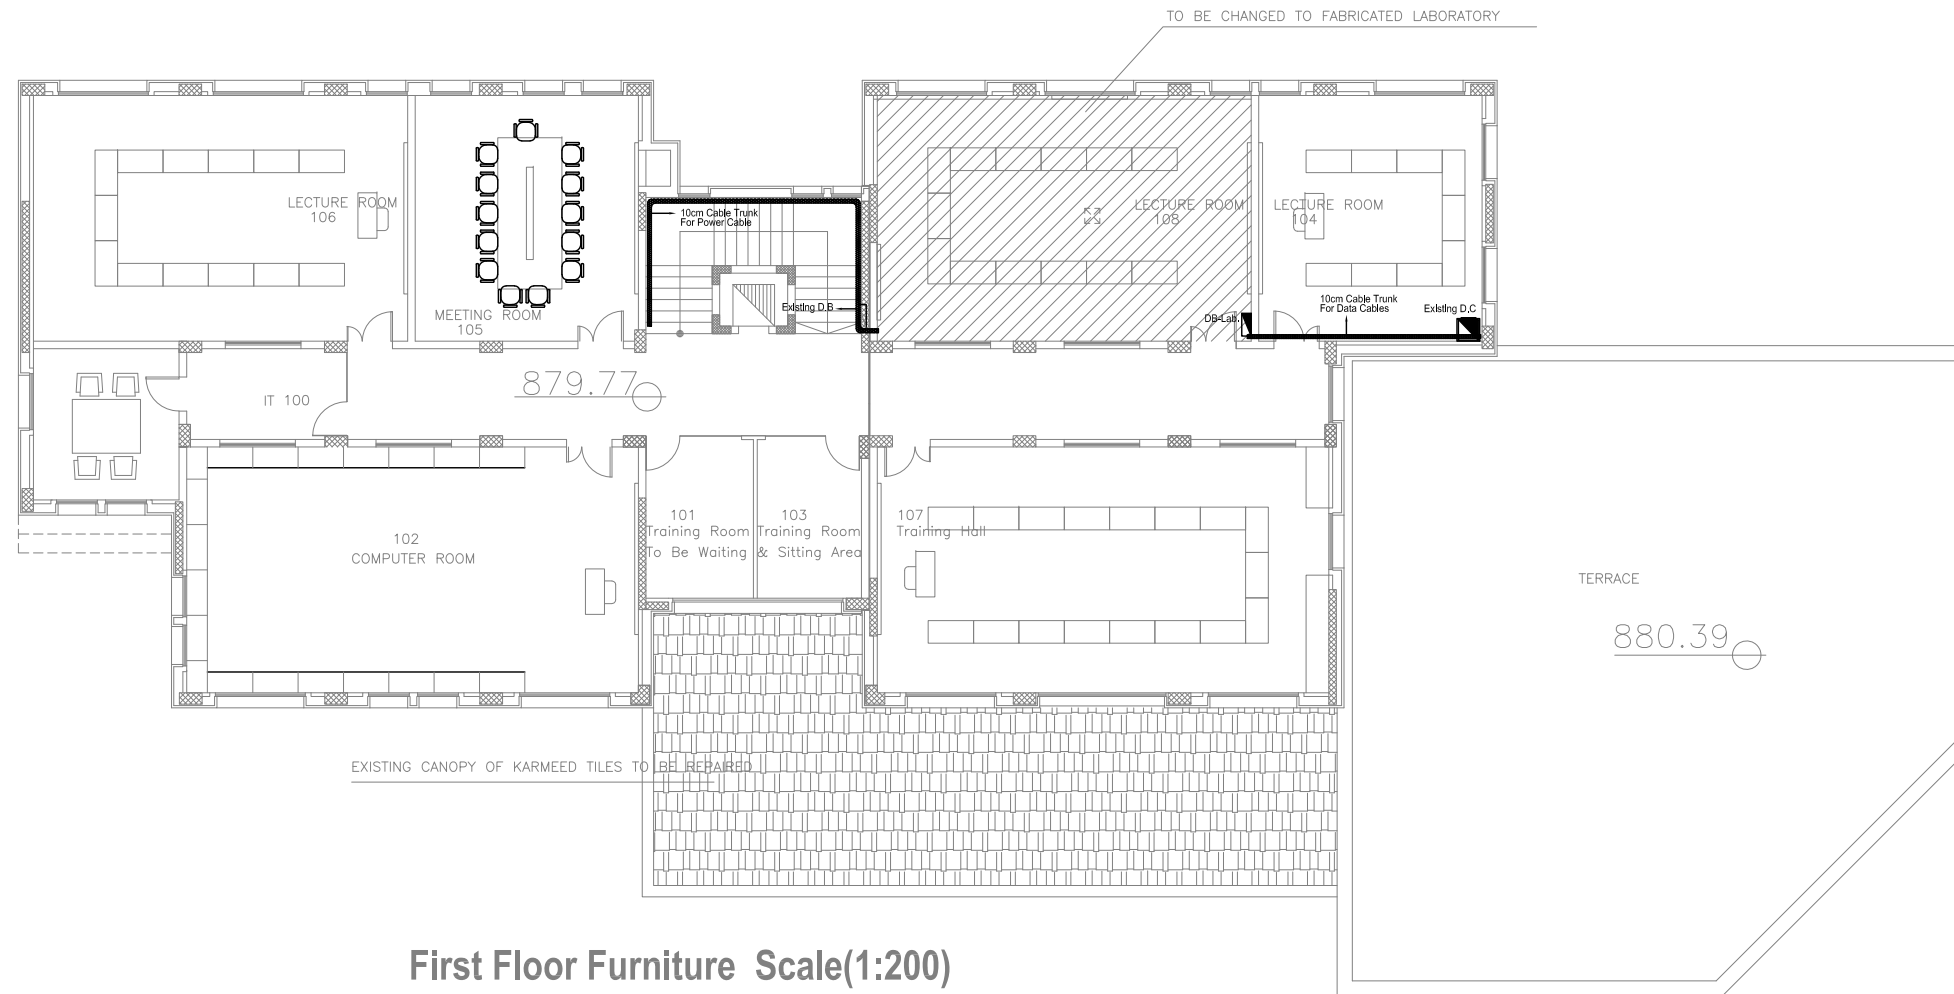 TO BE CHANGED TO FABRICATED LABORATORY
LECTURE ROOM
106
10cm Cable Trunk
For Power Cable
LECTURE ROOM
108
LECTURE ROOM
104
MEETING ROOM
105
Existing D.B
DB-Lab.
10cm Cable Trunk
For Data Cables
Existing D,C
IT 100
879.77
102
COMPUTER ROOM
101
Training Room
To Be Waiting
103
Training Room
& Sitting Area
107
Training Hall
TERRACE
880.39
EXISTING CANOPY OF KARMEED TILES TO BE REPAIRED
First Floor Furniture Scale(1:200)